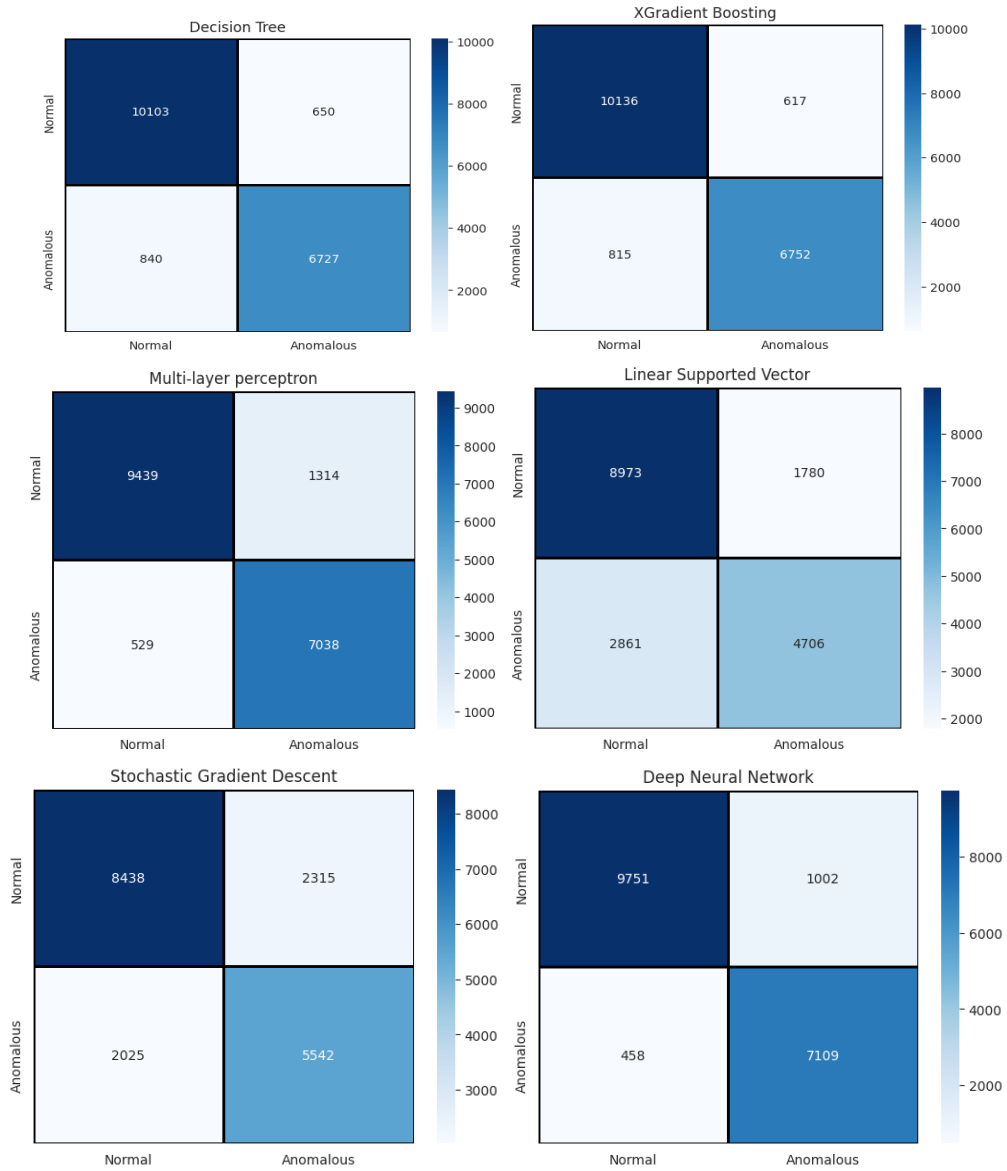 Decision Tree
Normal
10103 650
Anomalous
840 6727
Normal Anomalous
10000
8000
6000
4000
2000
XGradient Boosting
Normal
10136 617
Anomalous
815 6752
Normal Anomalous
10000
8000
6000
4000
2000
Multi-layer perceptron
Normal
9439 1314
Anomalous
529 7038
Normal Anomalous
9000
8000
7000
6000
5000
4000
3000
2000
1000
Linear Supported Vector
Normal
8973 1780
Anomalous
2861 4706
Normal Anomalous
8000
7000
6000
5000
4000
3000
2000
Stochastic Gradient Descent
Normal
8438 2315
Anomalous
2025 5542
Normal Anomalous
8000
7000
6000
5000
4000
3000
Deep Neural Network
Normal
9751 1002
Anomalous
458 7109
Normal Anomalous
8000
6000
4000
2000